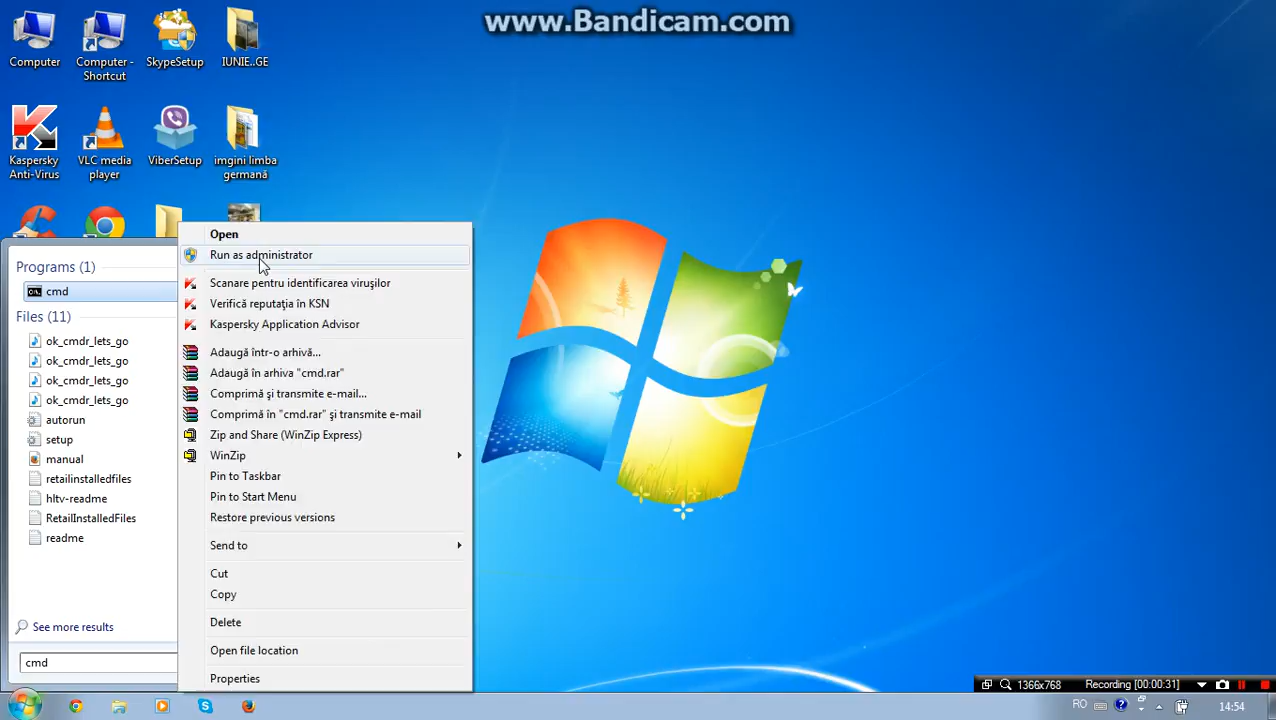 www.Bandicam.com
Computer
Computer - Shortcut
SkypeSetup
IUNIE..GE
Kaspersky Anti-Virus
VLC media player
ViberSetup
imgini limba germană
Programs (1)
cmd
Files (11)
ok_cmdr_lets_go
ok_cmdr_lets_go
ok_cmdr_lets_go
ok_cmdr_lets_go
autorun
setup
manual
retailinstalledfiles
hltv-readme
RetailInstalledFiles
readme
See more results
cmd
Open
Run as administrator
Scanare pentru identificarea viruşilor
Verifică reputaţia în KSN
Kaspersky Application Advisor
Adaugă într-o arhivă...
Adaugă în arhiva "cmd.rar"
Comprimă şi transmite e-mail...
Comprimă în "cmd.rar" şi transmite e-mail
Zip and Share (WinZip Express)
WinZip
Pin to Taskbar
Pin to Start Menu
Restore previous versions
Send to
Cut
Copy
Delete
Open file location
Properties
1366x768
Recording [00:00:31]
RO
14:54